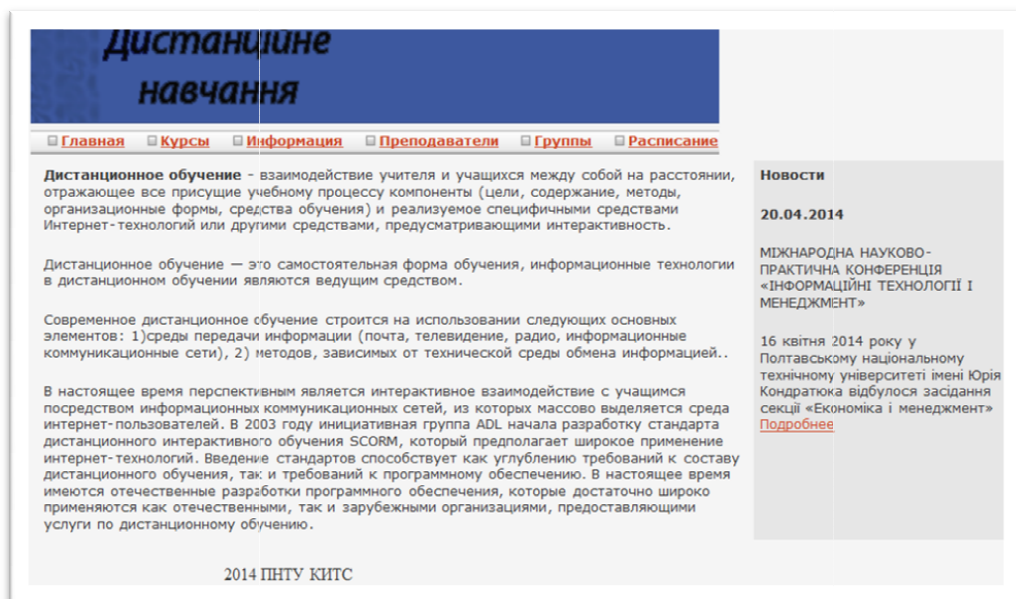 Дистанційне
навчання
Главная Курсы Информация Преподаватели Группы Расписание
Дистанционное обучение - взаимодействие учителя и учащихся между собой на расстоянии,
отражающее все присущие учебному процессу компоненты (цели, содержание, методы,
организационные формы, средства обучения) и реализуемое специфичными средствами
Интернет-технологий или другими средствами, предусматривающими интерактивность.
Дистанционное обучение — это самостоятельная форма обучения, информационные технологии
в дистанционном обучении являются ведущим средством.
Современное дистанционное обучение строится на использовании следующих основных
элементов: 1)среды передачи информации (почта, телевидение, радио, информационные
коммуникационные сети), 2) методов, зависимых от технической среды обмена информацией..
В настоящее время перспективным является интерактивное взаимодействие с учащимся
посредством информационных коммуникационных сетей, из которых массово выделяется среда
интернет-пользователей. В 2003 году инициативная группа ADL начала разработку стандарта
дистанционного интерактивного обучения SCORM, который предполагает широкое применение
интернет-технологий. Введение стандартов способствует как углублению требований к составу
дистанционного обучения, так и требований к программному обеспечению. В настоящее время
имеются отечественные разработки программного обеспечения, которые достаточно широко
применяются как отечественными, так и зарубежными организациями, предоставляющими
услуги по дистанционному обучению.
Новости
20.04.2014
МІЖНАРОДНА НАУКОВО-
ПРАКТИЧНА КОНФЕРЕНЦІЯ
«ІНФОРМАЦІЙНІ ТЕХНОЛОГІЇ І
МЕНЕДЖМЕНТ»
16 квітня 2014 року у
Полтавському національному
технічному університеті імені Юрія
Кондратюка відбулося засідання
секції «Економіка і менеджмент»
Подробнее
2014 ПНТУ КИТС